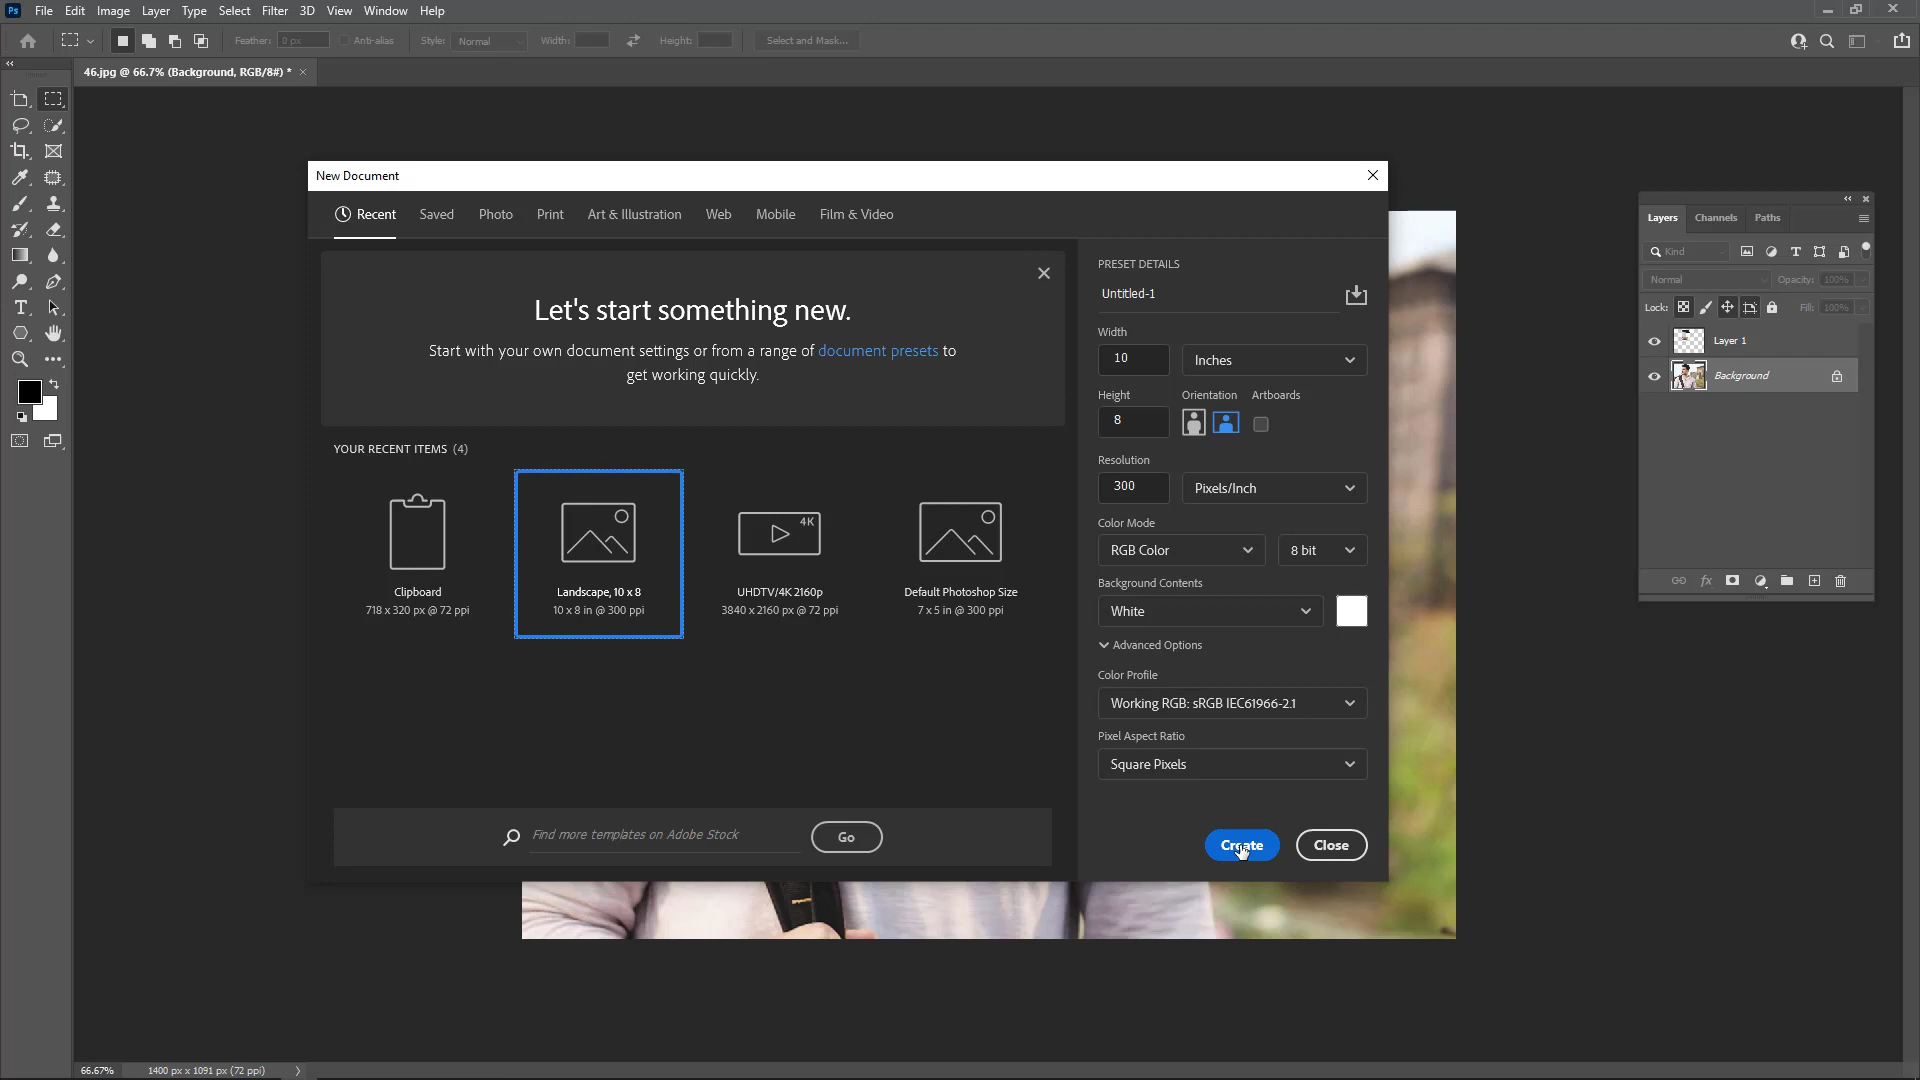 Ps File Edit Image Layer Type Select Filter 3D View Window Help
Feather: 0 px Anti-alias Style: Normal Width: Height: Select and Mask...
46.jpg @ 66.7% (Background, RGB/8#) * ×
New Document
Recent Saved Photo Print Art & Illustration Web Mobile Film & Video
Let's start something new.
Start with your own document settings or from a range of document presets to
get working quickly.
YOUR RECENT ITEMS (4)
Clipboard
718 x 320 px @ 72 ppi
Landscape, 10 x 8
10 x 8 in @ 300 ppi
4K
UHDTV/4K 2160p
3840 x 2160 px @ 72 ppi
Default Photoshop Size
7 x 5 in @ 300 ppi
Find more templates on Adobe Stock
Go
PRESET DETAILS
Untitled-1
Width
10 Inches
Height Orientation Artboards
8
Resolution
300 Pixels/Inch
Color Mode
RGB Color 8 bit
Background Contents
White
Advanced Options
Color Profile
Working RGB: sRGB IEC61966-2.1
Pixel Aspect Ratio
Square Pixels
Create Close
Layers Channels Paths
Kind
Normal Opacity: 100%
Lock: Fill: 100%
Layer 1
Background
fx
66.67% 1400 px x 1091 px (72 ppi)